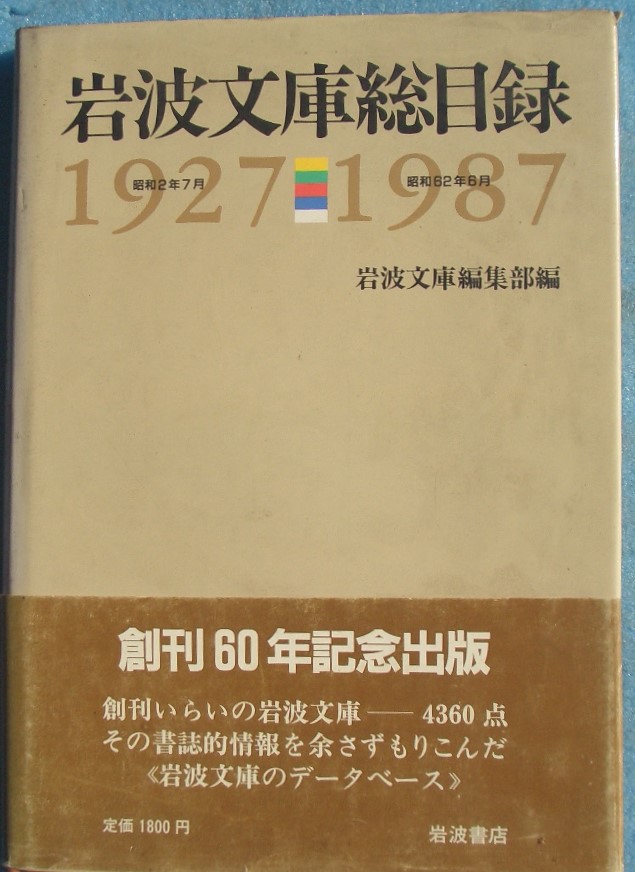 岩波文庫総目録
1927 1987
昭和2年7月 昭和62年6月
岩波文庫編集部編
創刊60年記念出版
創刊いらいの岩波文庫――4360点
その書誌的情報を余さずもりこんだ
《岩波文庫のデータベース》
定価1800円 岩波書店